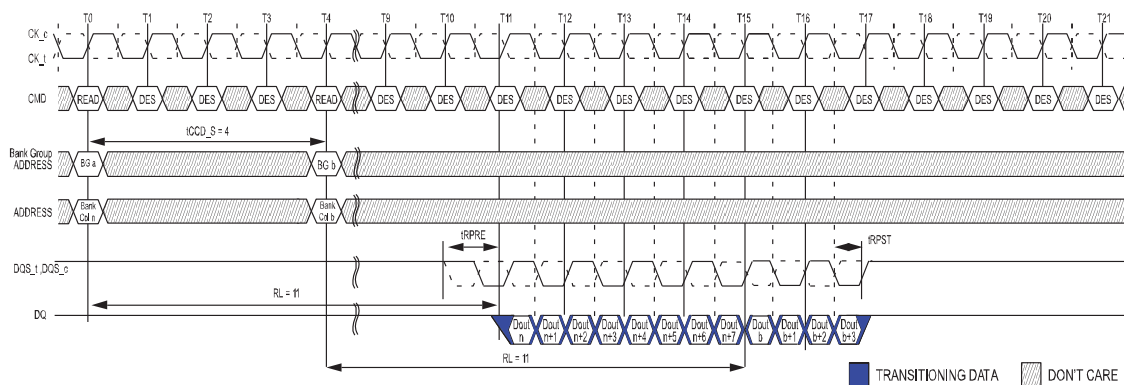 T0 T1 T2 T3 T4 T9 T10 T11 T12 T13 T14 T15 T16 T17 T18 T19 T20 T21
CK_c
CK_t
CMD READ DES DES DES READ DES DES DES DES DES DES DES DES DES DES DES DES DES
tCCD_S = 4
Bank Group
ADDRESS BG a BG b
ADDRESS Bank Col n Bank Col b
tRPRE tRPST
DQS_t ,DQS_c
RL = 11
DQ Dout n Dout n+1 Dout n+2 Dout n+3 Dout n+4 Dout n+5 Dout n+6 Dout n+7 Dout b Dout b+1 Dout b+2 Dout b+3
RL = 11
TRANSITIONING DATA DON'T CARE